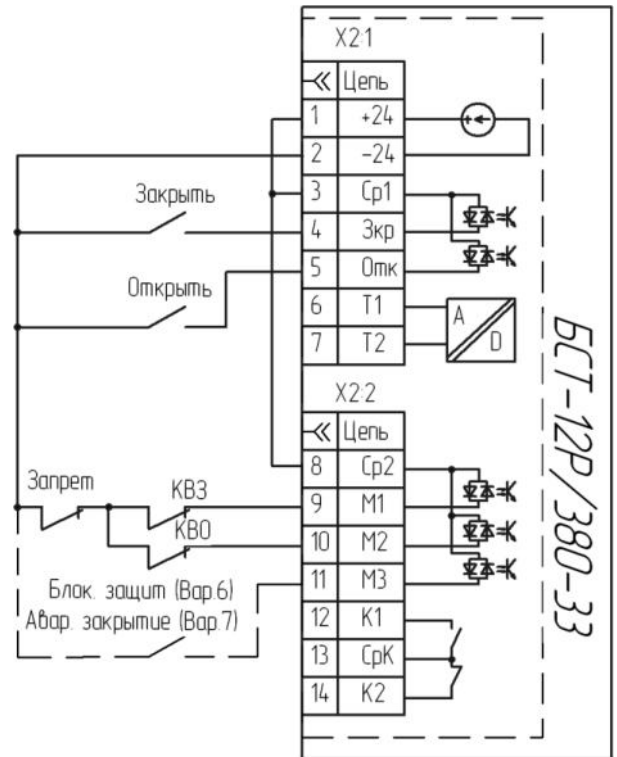 X2:1
Цепь
1 +24
2 -24
3 Ср1
Закрыть
4 Зкр
5 Отк
Открыть
6 Т1
7 Т2
A
D
X2:2
Цепь
8 Ср2
Запрет
КВЗ
9 М1
КВО
10 М2
11 М3
Блок. защит (Вар.6)
Авар. закрытие (Вар.7)
12 К1
13 СрК
14 К2
БСТ-12Р/380-33